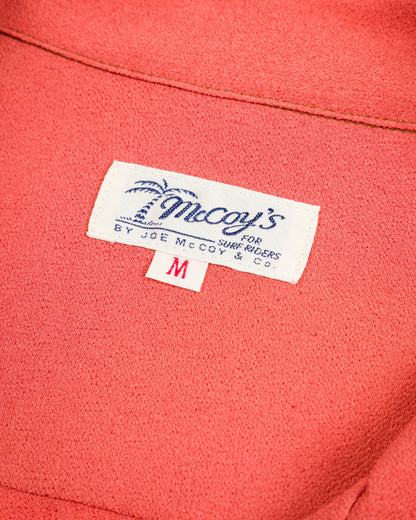 McCoy's
FOR
SURF RIDERS
BY JOE McCOY & Co.
M